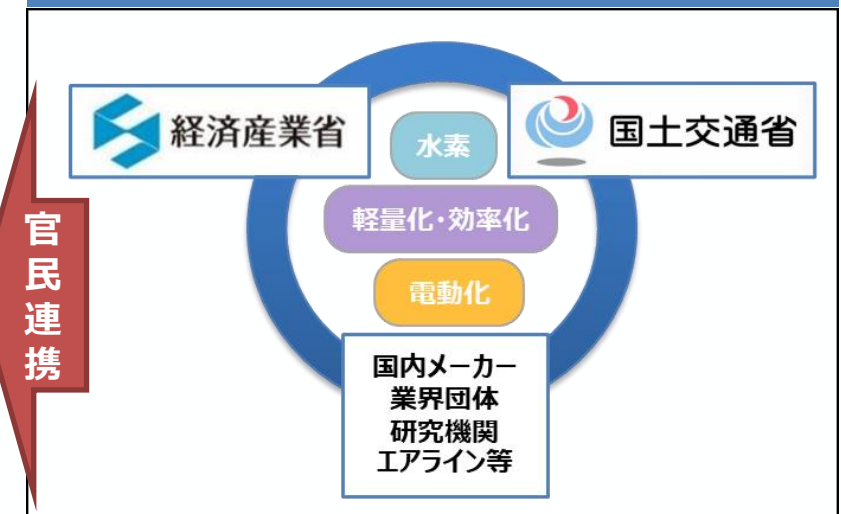 経済産業省
国土交通省
水素
軽量化・効率化
電動化
国内メーカー
業界団体
研究機関
エアライン等
官民連携